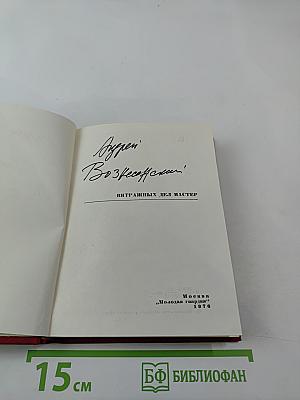 Андрей
Вознесенский
ВИТРАЖНЫХ ДЕЛ МАСТЕР
Москва
„Молодая гвардия"
1976
15 см
БФ БИБЛИОФАН